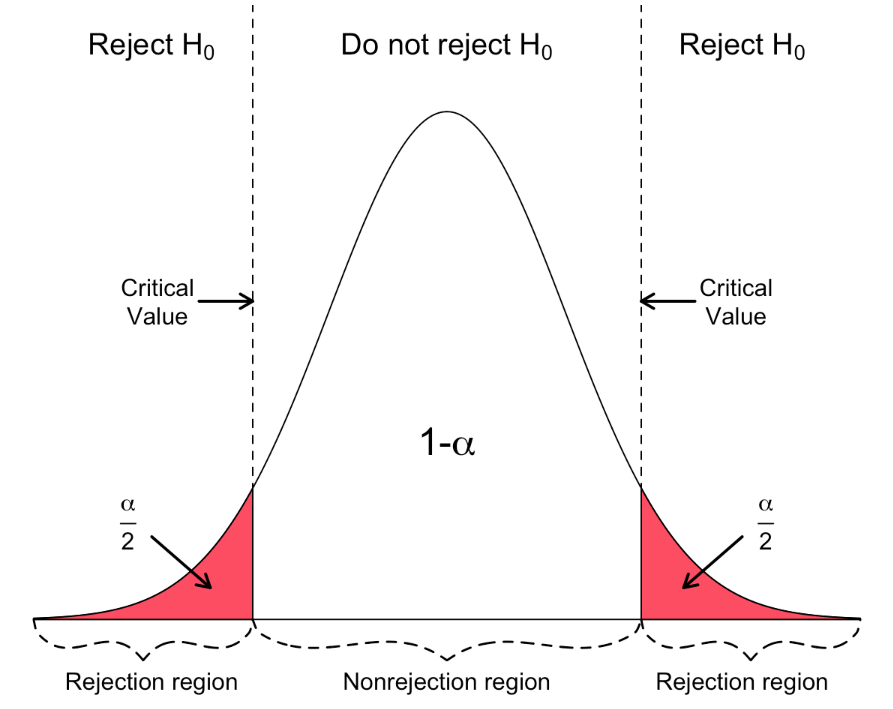 Reject H₀
Do not reject H₀
Reject H₀
Critical
Value
Critical
Value
1-α
α
2
α
2
Rejection region
Nonrejection region
Rejection region